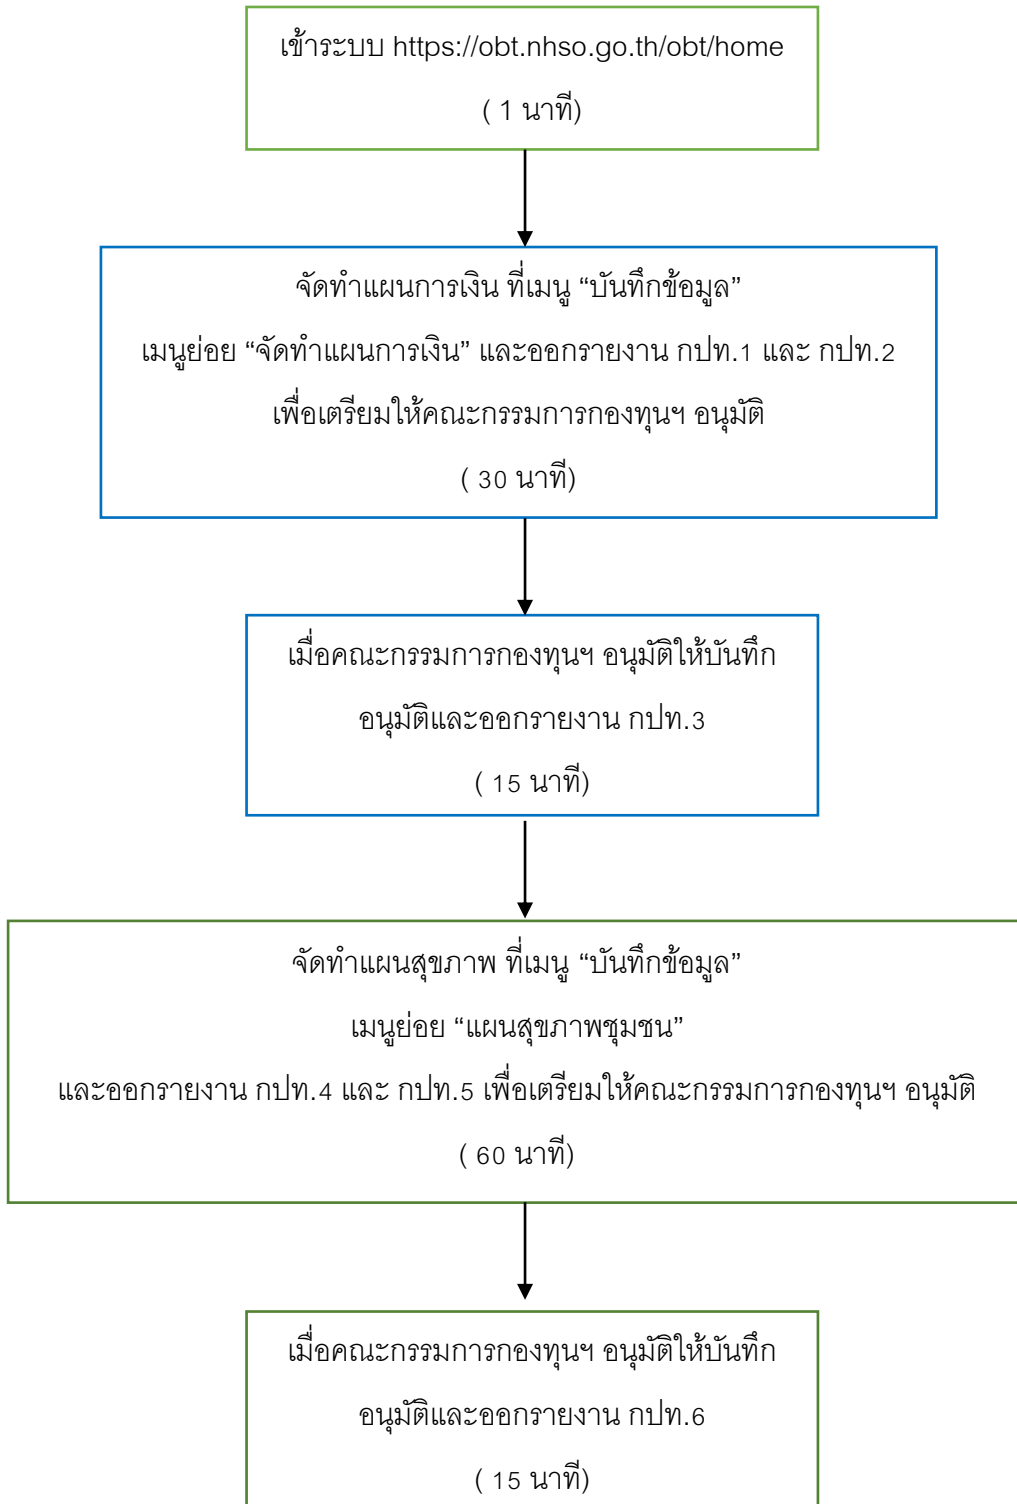 เข้าระบบ https://obt.nhso.go.th/obt/home
( 1 นาที)
จัดทำแผนการเงิน ที่เมนู “บันทึกข้อมูล”
เมนูย่อย “จัดทำแผนการเงิน” และออกรายงาน กปท.1 และ กปท.2
เพื่อเตรียมให้คณะกรรมการกองทุนฯ อนุมัติ
( 30 นาที)
เมื่อคณะกรรมการกองทุนฯ อนุมัติให้บันทึก
อนุมัติและออกรายงาน กปท.3
( 15 นาที)
จัดทำแผนสุขภาพ ที่เมนู “บันทึกข้อมูล”
เมนูย่อย “แผนสุขภาพชุมชน”
และออกรายงาน กปท.4 และ กปท.5 เพื่อเตรียมให้คณะกรรมการกองทุนฯ อนุมัติ
( 60 นาที)
เมื่อคณะกรรมการกองทุนฯ อนุมัติให้บันทึก
อนุมัติและออกรายงาน กปท.6
( 15 นาที)